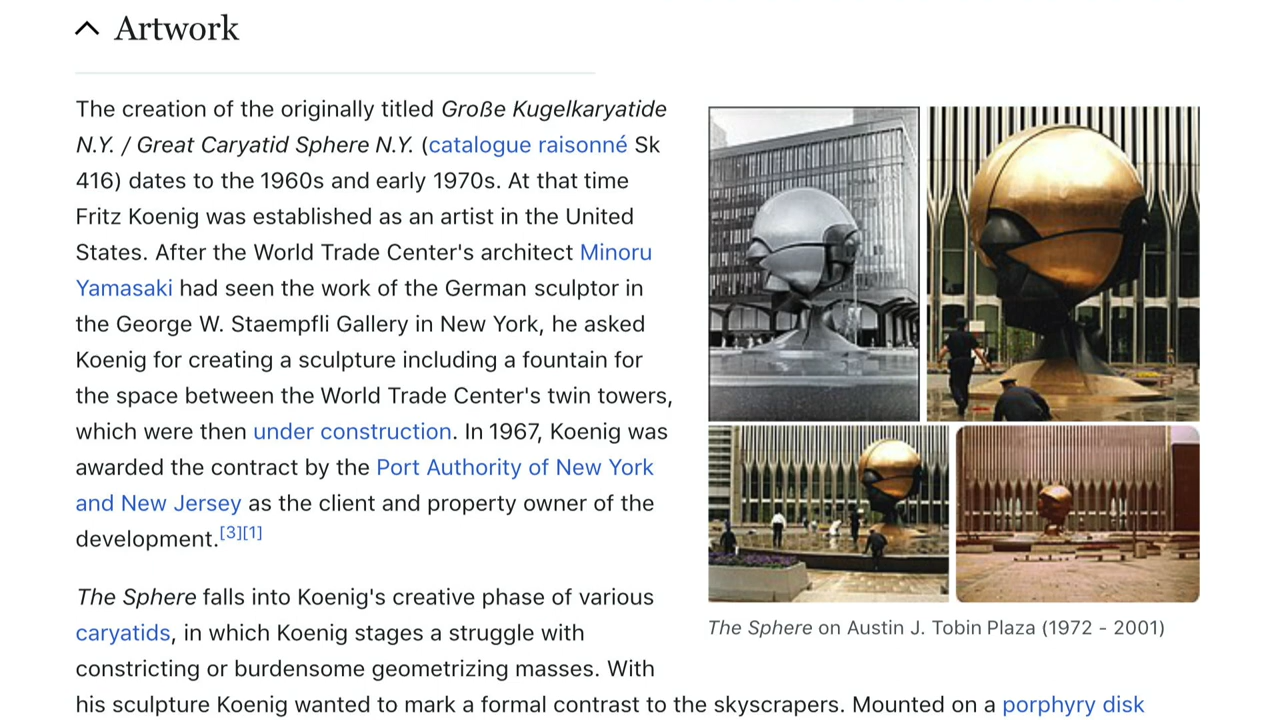 Artwork
The creation of the originally titled Große Kugelkaryatide
N.Y. / Great Caryatid Sphere N.Y. (catalogue raisonné Sk
416) dates to the 1960s and early 1970s. At that time
Fritz Koenig was established as an artist in the United
States. After the World Trade Center's architect Minoru
Yamasaki had seen the work of the German sculptor in
the George W. Staempfli Gallery in New York, he asked
Koenig for creating a sculpture including a fountain for
the space between the World Trade Center's twin towers,
which were then under construction. In 1967, Koenig was
awarded the contract by the Port Authority of New York
and New Jersey as the client and property owner of the
development.[3][1]
The Sphere falls into Koenig's creative phase of various
caryatids, in which Koenig stages a struggle with
constricting or burdensome geometrizing masses. With
his sculpture Koenig wanted to mark a formal contrast to the skyscrapers. Mounted on a porphyry disk
The Sphere on Austin J. Tobin Plaza (1972 - 2001)